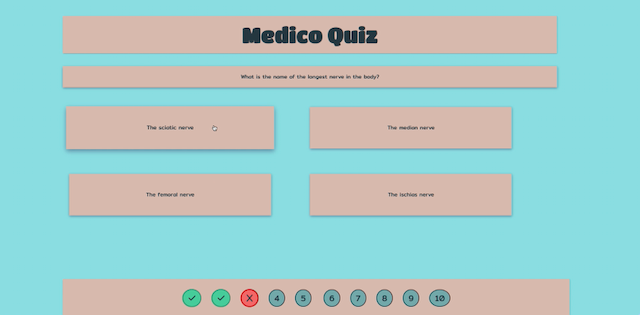 Medico Quiz
What is the name of the longest nerve in the body?
The sciatic nerve
The median nerve
The femoral nerve
The ischias nerve
4 5 6 7 8 9 10